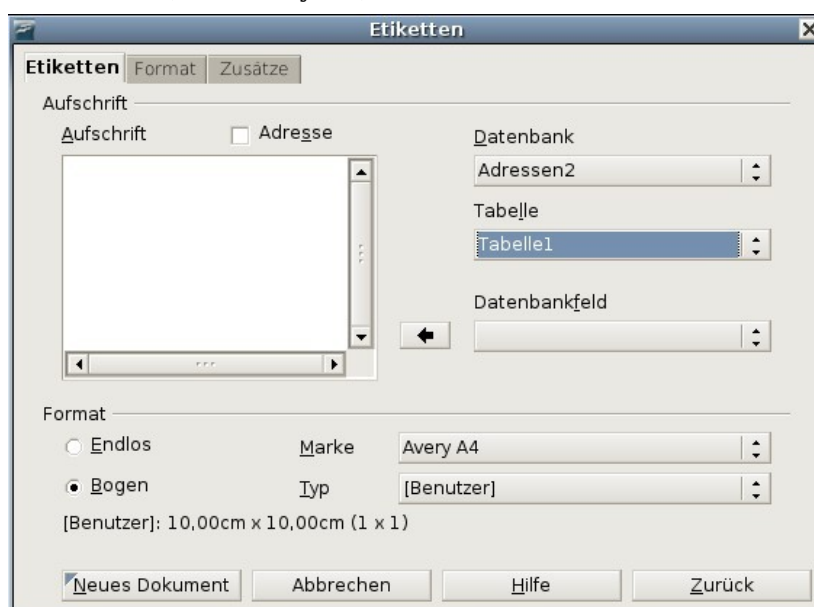 Etiketten
Etiketten Format Zusätze
Aufschrift
Aufschrift Adresse Datenbank
Adressen2
Tabelle
Tabelle1
Datenbankfeld
Format
Endlos Marke Avery A4
Bogen Typ [Benutzer]
[Benutzer]: 10,00cm x 10,00cm (1 x 1)
Neues Dokument Abbrechen Hilfe Zurück